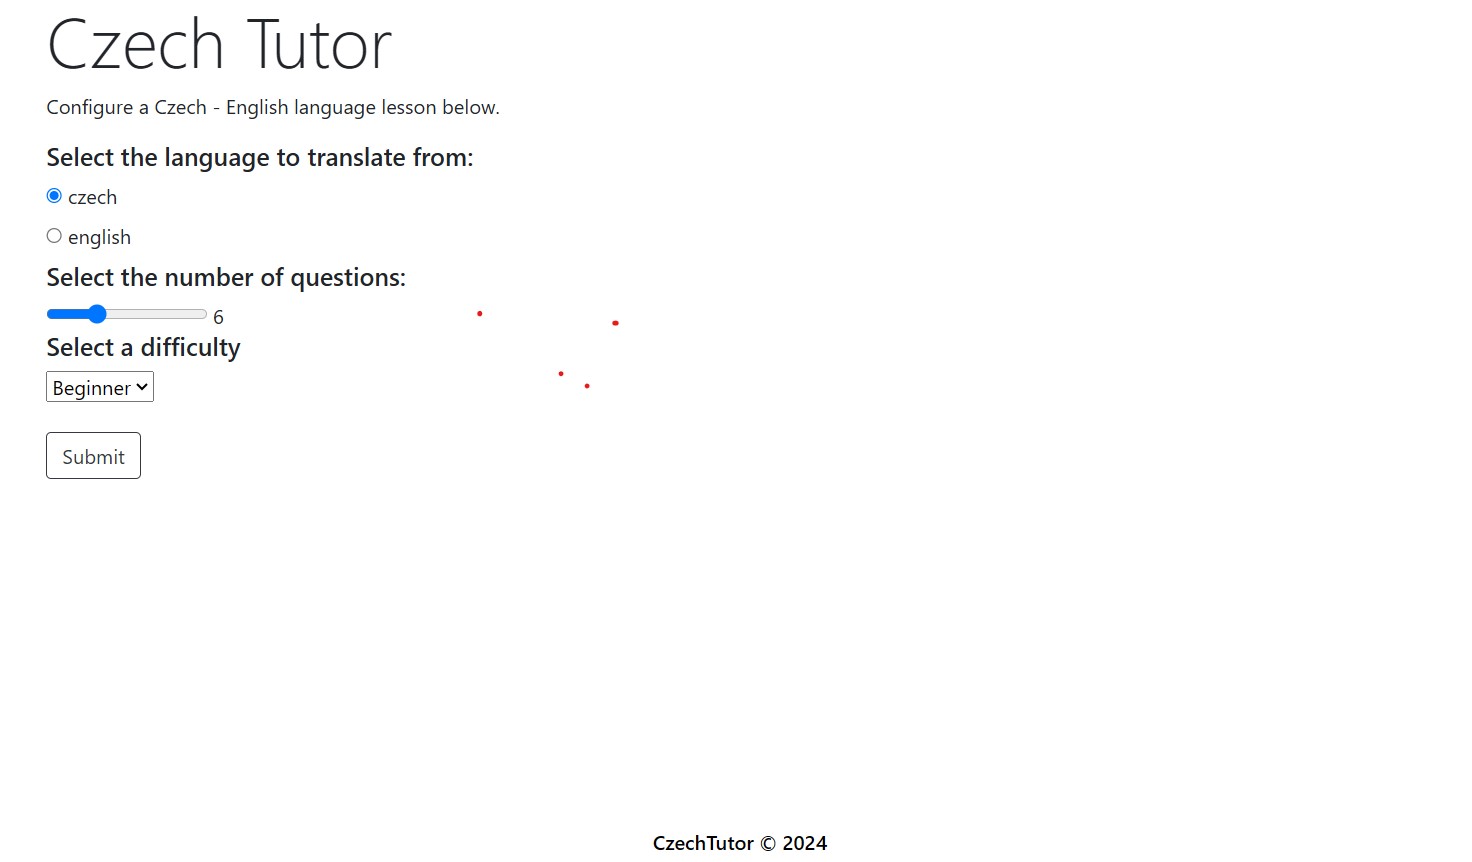 Czech Tutor
Configure a Czech - English language lesson below.
Select the language to translate from:
czech
english
Select the number of questions:
6
Select a difficulty
Beginner
Submit
CzechTutor © 2024